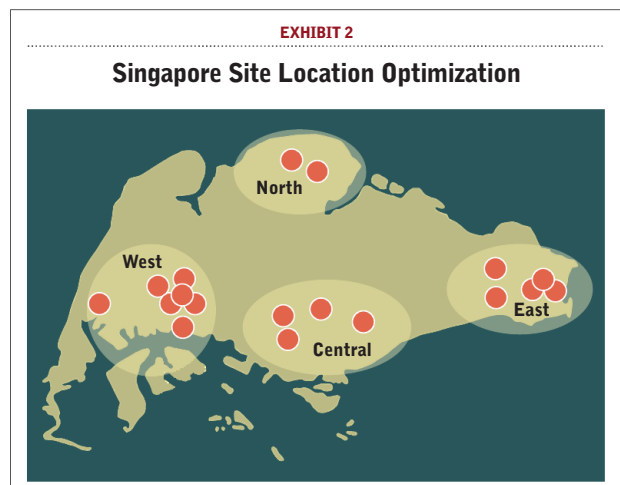 EXHIBIT 2
Singapore Site Location Optimization
North
West
East
Central